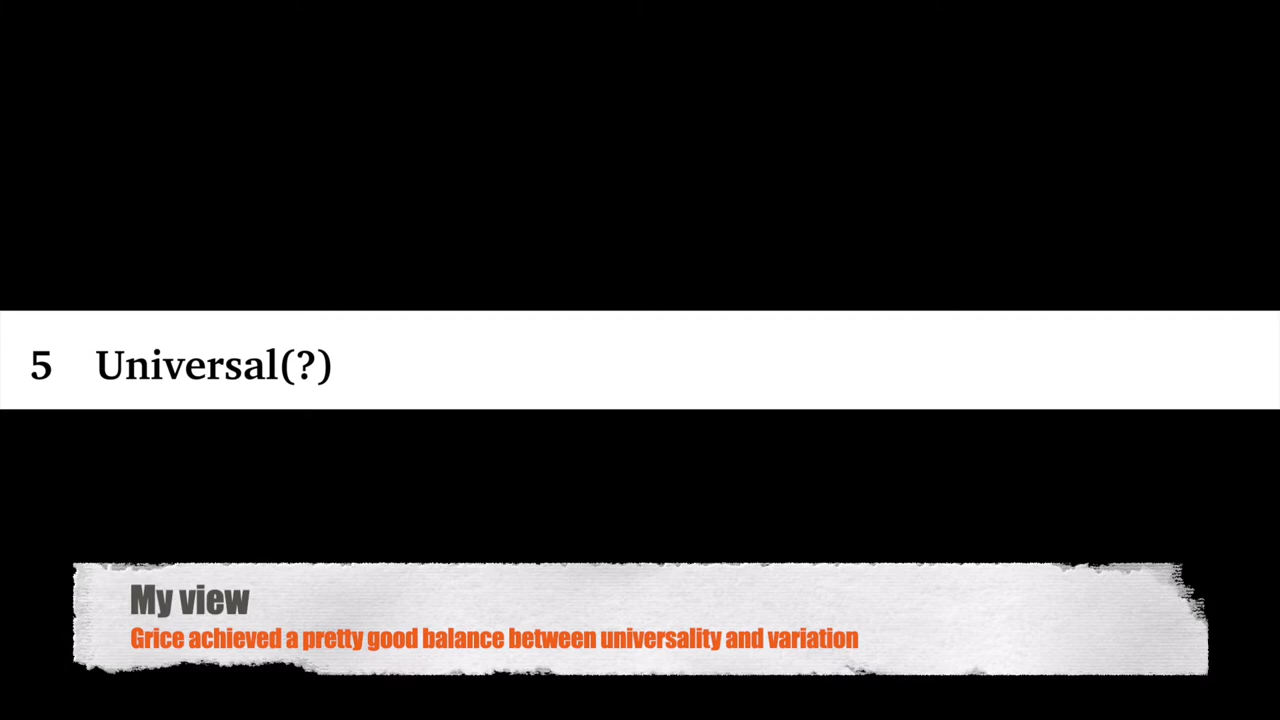 5 Universal(?)
My view
Grice achieved a pretty good balance between universality and variation